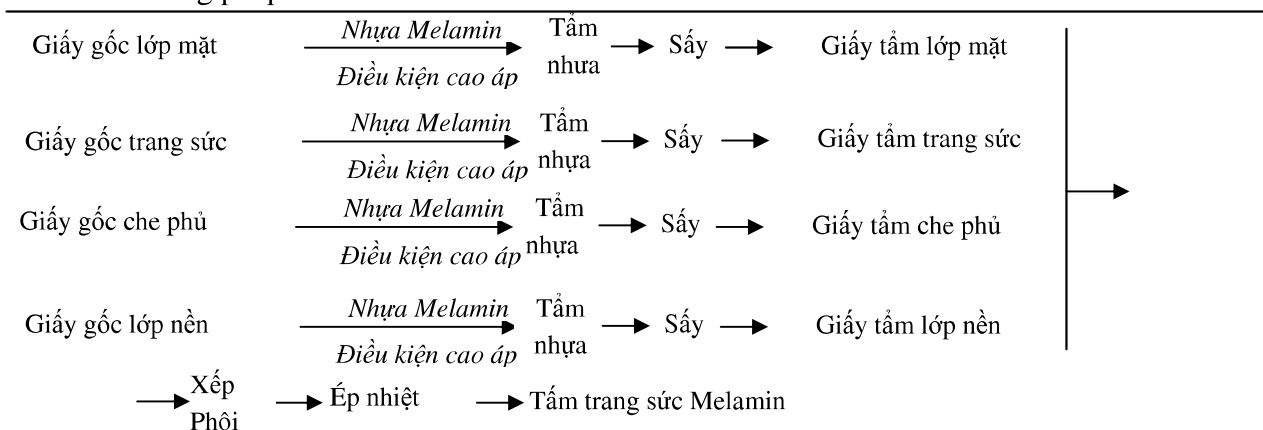 Giấy gốc lớp mặt Nhựa Melamin Điều kiện cao áp Tẩm nhưa Sấy Giấy tẩm lớp mặt
Giấy gốc trang sức Nhựa Melamin Điều kiện cao áp Tẩm nhựa Sấy Giấy tẩm trang sức
Giấy gốc che phủ Nhựa Melamin Điều kiện cao áp Tẩm nhựa Sấy Giấy tẩm che phủ
Giấy gốc lớp nền Nhựa Melamin Điều kiện cao áp Tẩm nhựa Sấy Giấy tẩm lớp nền
Xếp Phôi Ép nhiệt Tấm trang sức Melamin